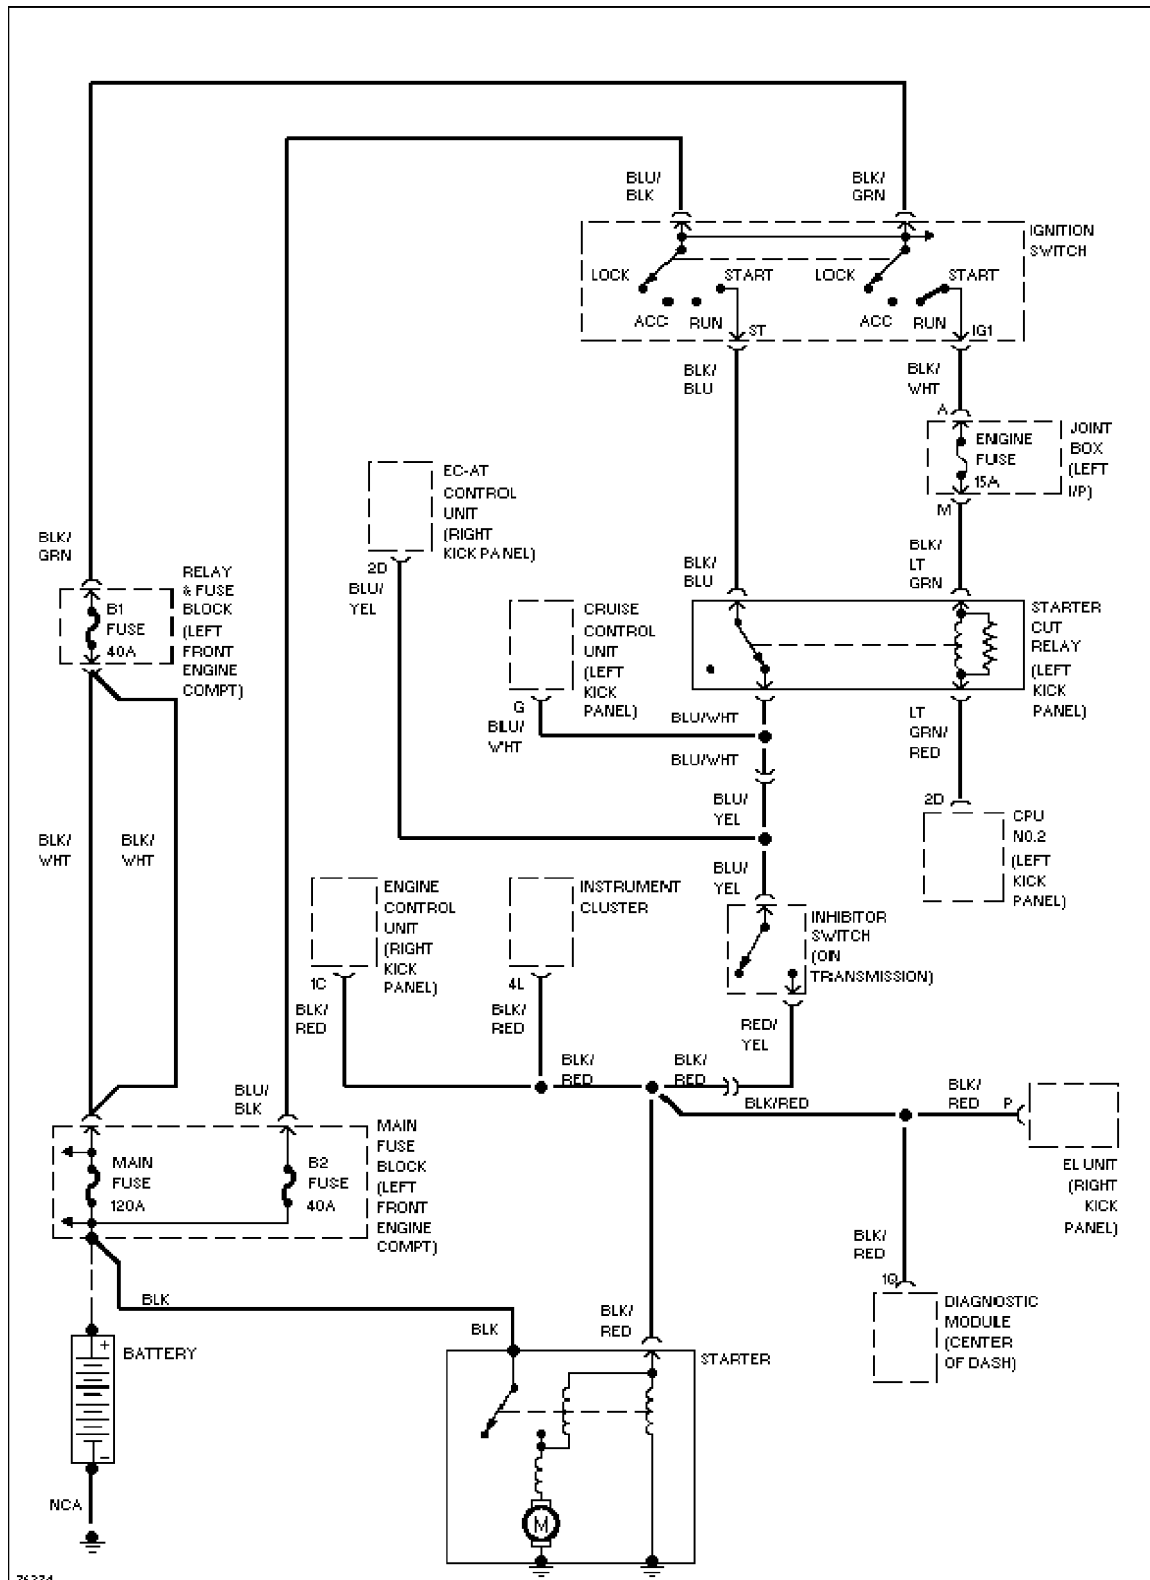 BLU/
BLK
BLK/
GRN
IGNITION
SWITCH
LOCK
START
LOCK
START
ACC
RUN
ST
ACC
RUN
IG1
BLK/
BLU
BLK/
WHT
A
ENGINE
FUSE
15A
JOINT
BOX
(LEFT
I/P)
M
EC-AT
CONTROL
UNIT
(RIGHT
KICK PANEL)
2D
BLU/
YEL
BLK/
GRN
BLK/
BLU
BLK/
LT
GRN
RELAY
& FUSE
BLOCK
(LEFT
FRONT
ENGINE
COMPT)
B1
FUSE
40A
CRUISE
CONTROL
UNIT
(LEFT
KICK
PANEL)
G
BLU/
WHT
STARTER
CUT
RELAY
(LEFT
KICK
PANEL)
BLU/WHT
BLU/WHT
LT
GRN/
RED
BLU/
YEL
2D
CPU
NO.2
(LEFT
KICK
PANEL)
BLK/
WHT
BLK/
WHT
BLU/
YEL
ENGINE
CONTROL
UNIT
(RIGHT
KICK
PANEL)
1C
BLK/
RED
INSTRUMENT
CLUSTER
4L
BLK/
RED
INHIBITOR
SWITCH
(ON
TRANSMISSION)
RED/
YEL
BLK/
RED
BLK/
RED
BLK/RED
BLK/
RED
P
EL UNIT
(RIGHT
KICK
PANEL)
BLU/
BLK
MAIN
FUSE
BLOCK
(LEFT
FRONT
ENGINE
COMPT)
MAIN
FUSE
120A
B2
FUSE
40A
BLK/
RED
1Q
DIAGNOSTIC
MODULE
(CENTER
OF DASH)
BLK
BLK
BLK/
RED
STARTER
+
BATTERY
-
NCA
M